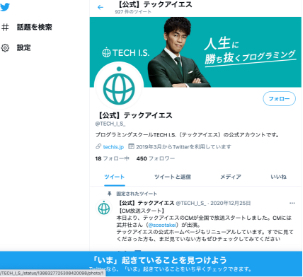 【公式】テックアイエス
827 件のツイート
# 話題を検索
設定
TECH I.S.
人生に
勝ち抜くプログラミング
フォロー
【公式】テックアイエス
@TECH_I_S_
プログラミングスクールTECH I.S.（テックアイエス）の公式アカウントです。
techis.jp 2019年3月からTwitterを利用しています
18 フォロー中 450 フォロワー
ツイート ツイートと返信 メディア いいね
固定されたツイート
【公式】テックアイエス @TECH_I_S_・2020年12月25日
【CM放送スタート】
本日より、テックアイエスのCMが全国で放送スタートしました。CMには
武井壮さん（@sosotakei）が出演。
テックアイエスの公式ホームページもリニューアルしています。すでに見て
くださった方も、まだ見ていない方もぜひチェックしてみてください
「いま」起きていることを見つけよう
Twitterなら、「いま」起きていることをいち早くチェックできます。